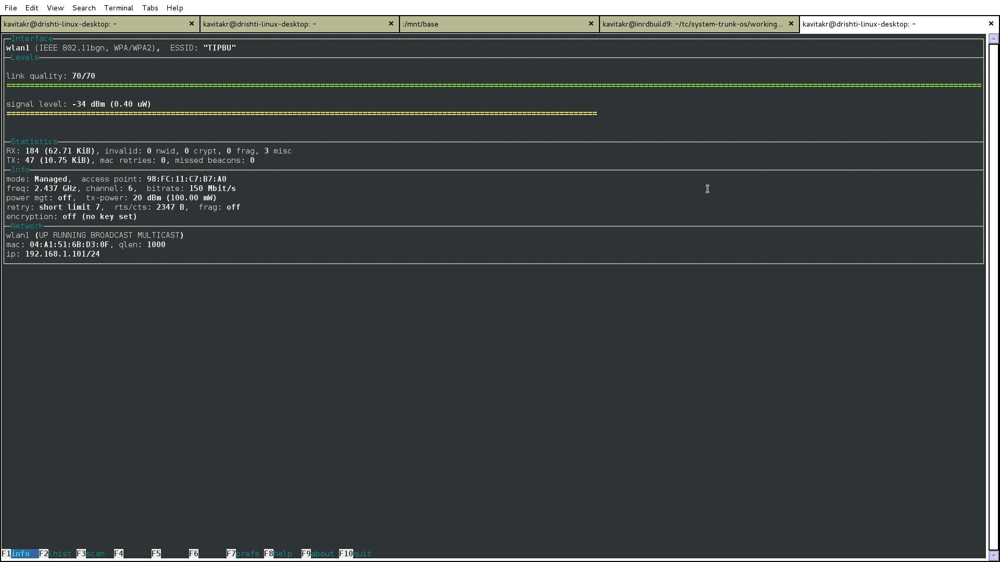 File Edit View Search Terminal Tabs Help
kavitakr@drishti-linux-desktop: ~ × kavitakr@drishti-linux-desktop: ~ × :/mnt/base × kavitakr@inrdbuild9: ~/tc/system-trunk-os/working... × kavitakr@drishti-linux-desktop: ~ ×
Interface
wlan1 (IEEE 802.11bgn, WPA/WPA2),  ESSID: "TIPBU"
Levels
link quality: 70/70
signal level: -34 dBm (0.40 uW)
Statistics
RX: 184 (62.71 KiB), invalid: 0 nwid, 0 crypt, 0 frag, 3 misc
TX: 47 (10.75 KiB), mac retries: 0, missed beacons: 0
Info
mode: Managed,  access point: 98:FC:11:C7:B7:A0
freq: 2.437 GHz, channel: 6,  bitrate: 150 Mbit/s
power mgt: off,  tx-power: 20 dBm (100.00 mW)
retry: short limit 7,  rts/cts: 2347 B,  frag: off
encryption: off (no key set)
Network
wlan1 (UP RUNNING BROADCAST MULTICAST)
mac: 04:A1:51:6B:D3:0F, qlen: 1000
ip: 192.168.1.101/24
F1info F2lhist F3scan F4 F5 F6 F7prefs F8help F9about F10quit